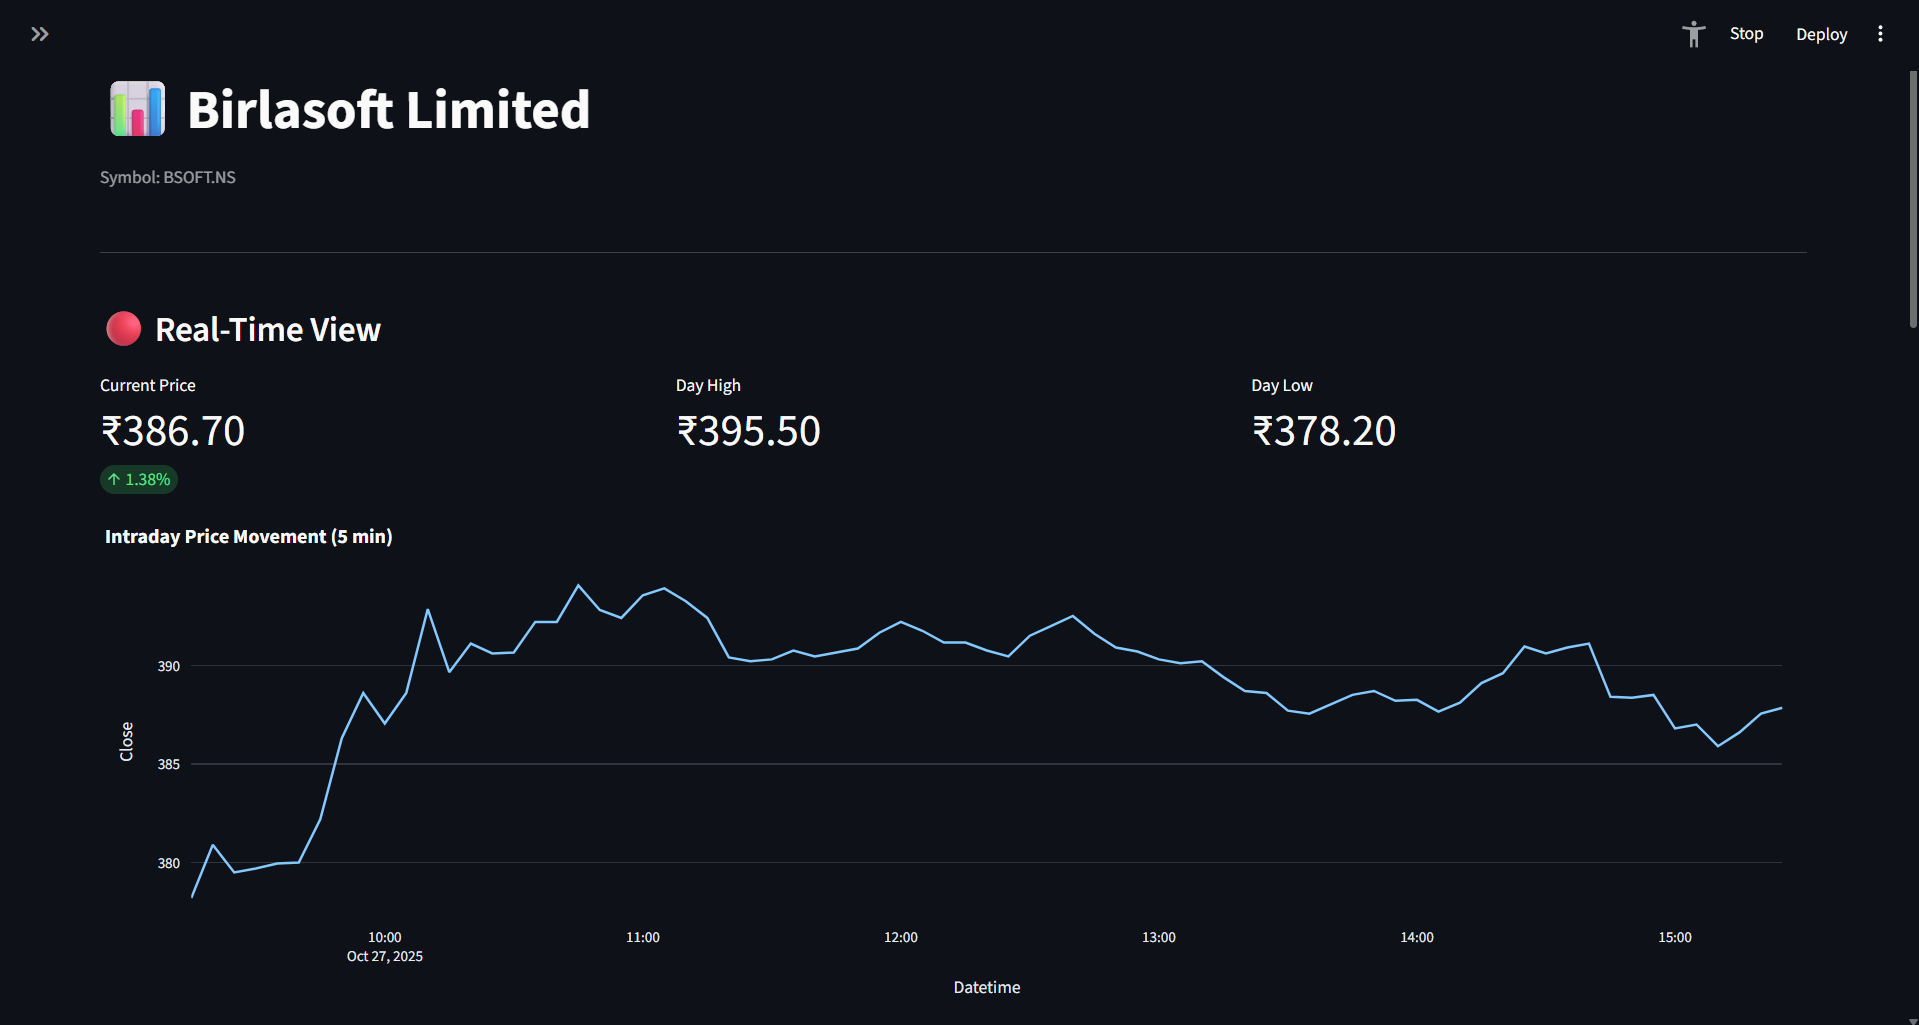 Stop Deploy
Birlasoft Limited
Symbol: BSOFT.NS
Real-Time View
Current Price
₹386.70
↑ 1.38%
Day High
₹395.50
Day Low
₹378.20
Intraday Price Movement (5 min)
Close
390
385
380
10:00
Oct 27, 2025
11:00
12:00
13:00
14:00
15:00
Datetime